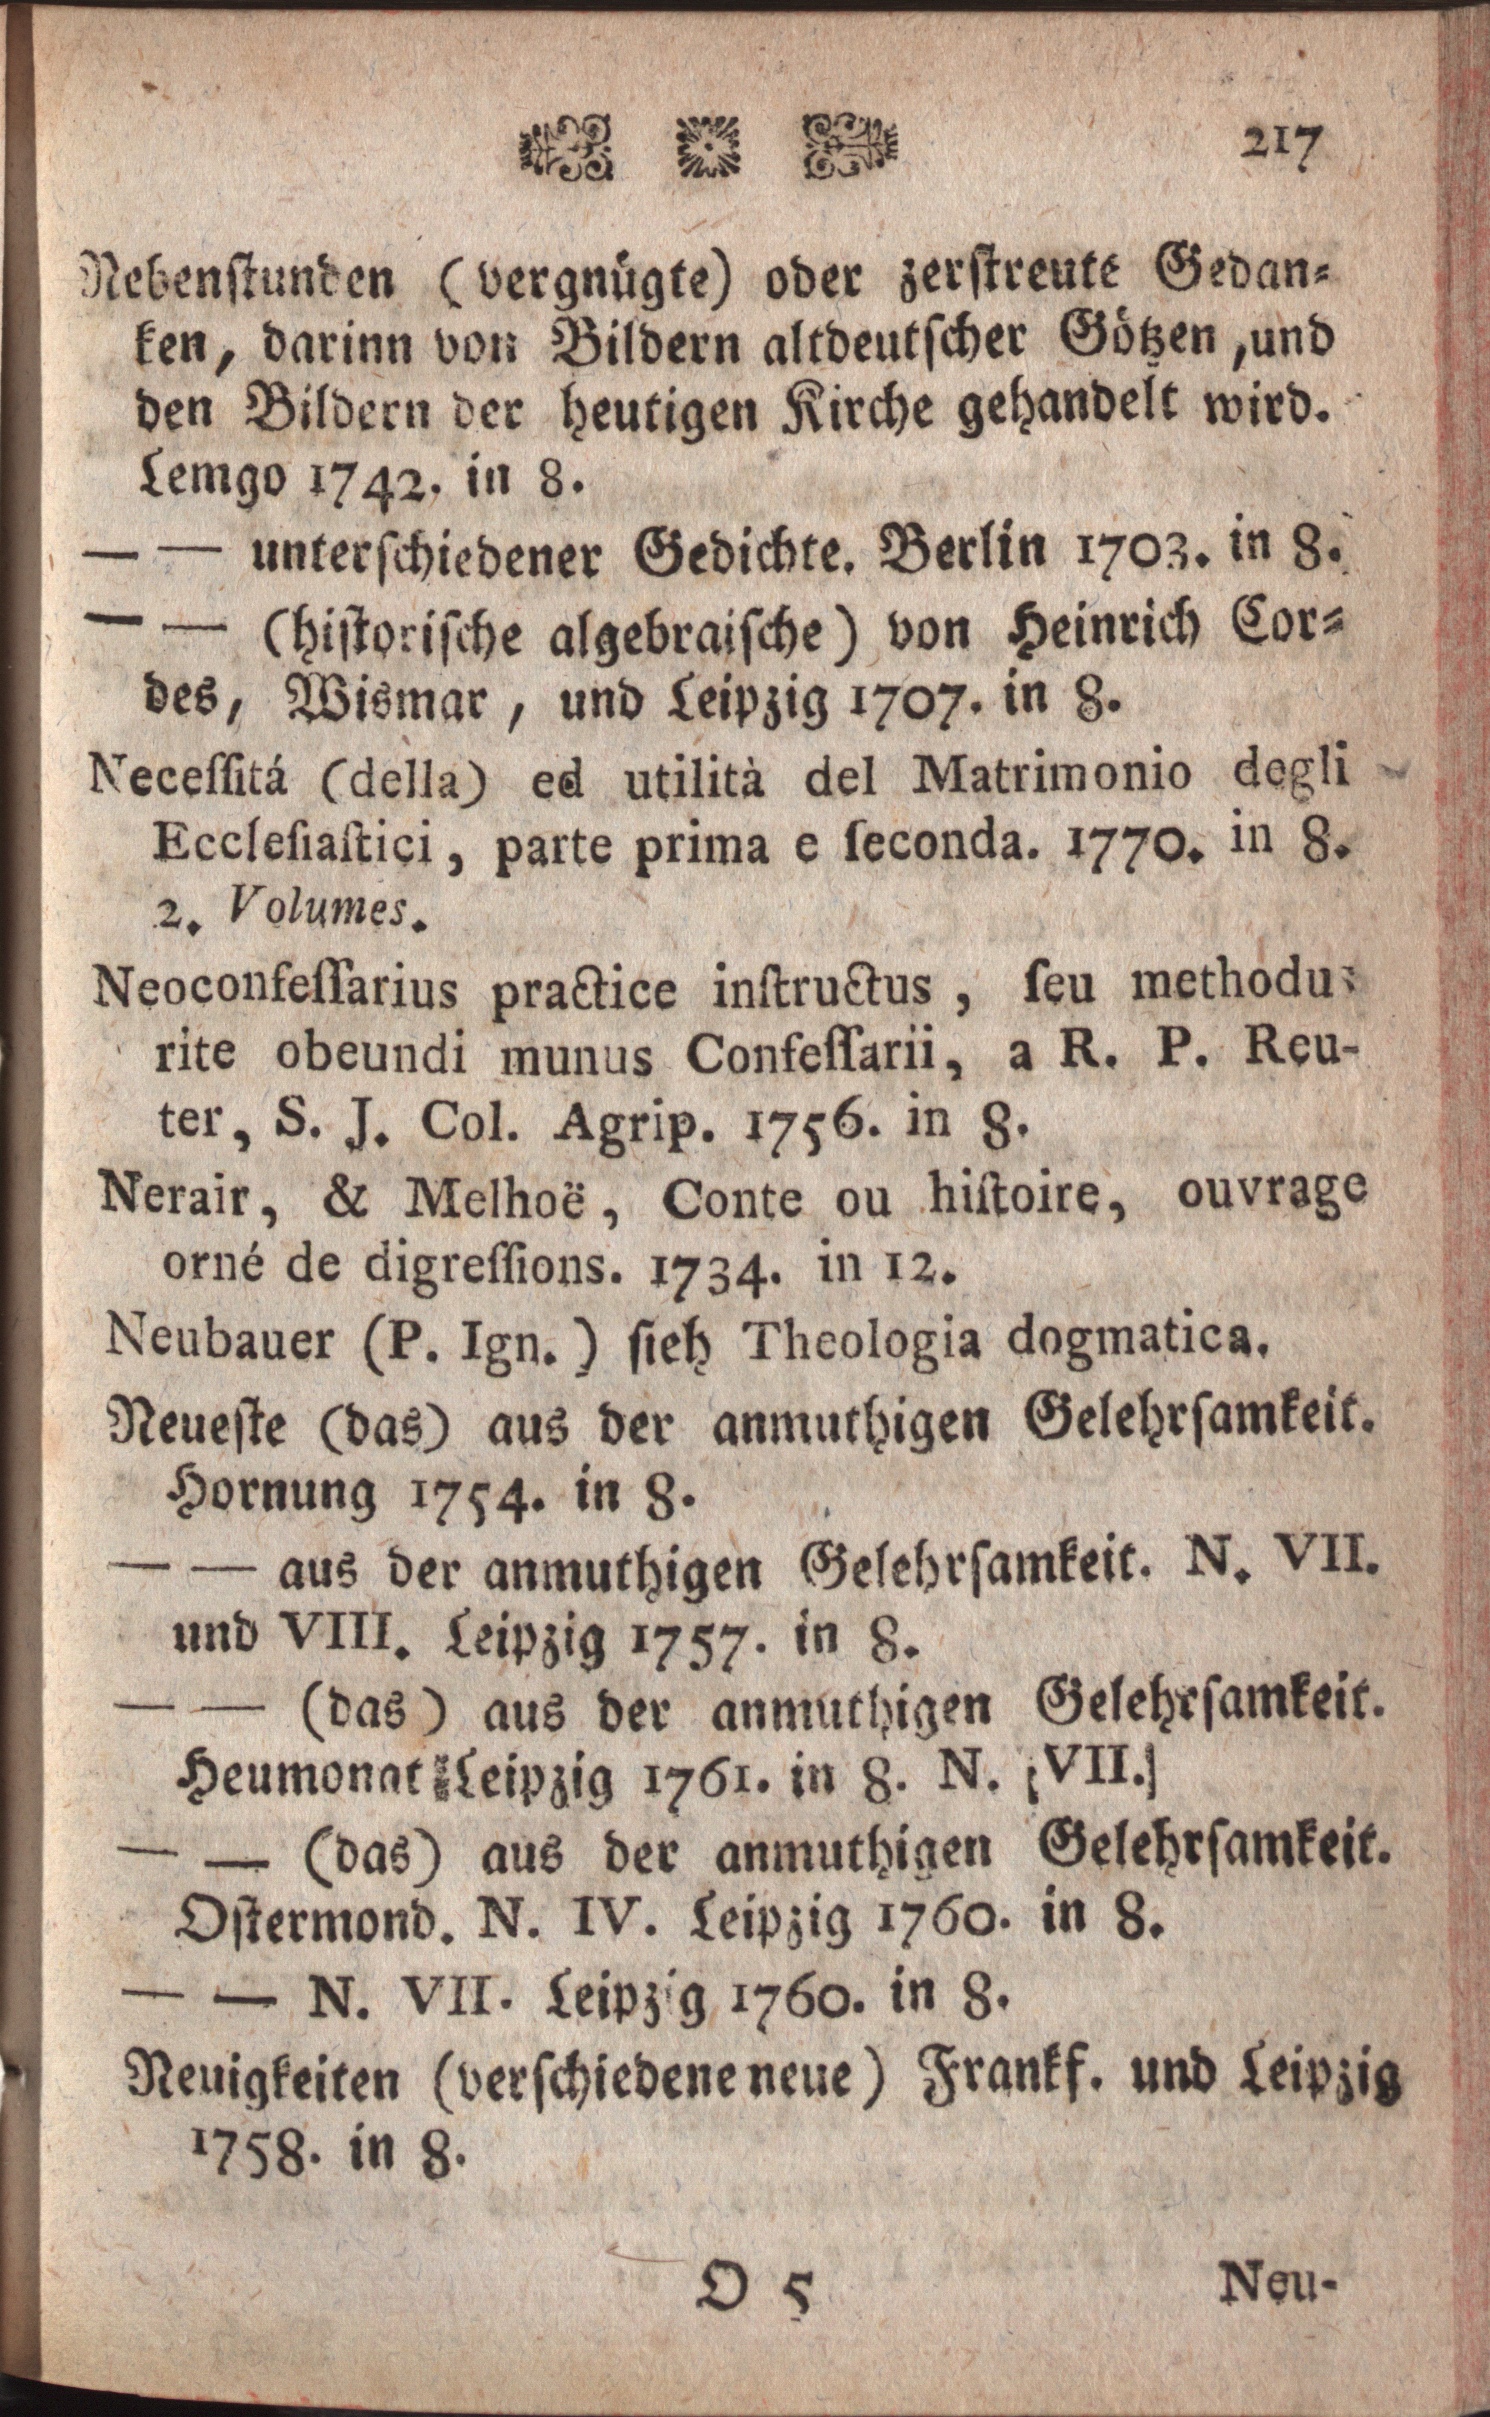 217
Nebenſtunden (vergnügte) oder zerſtreute Gedan⸗
ken, darinn von Bildern altdeutſcher Götzen, und
den Bildern der heutigen Kirche gehandelt wird.
Lemgo 1742. in 8.
— — unterſchiedener Gedichte. Berlin 1703. in 8.
— — (hiſtoriſche algebraiſche) von Heinrich Cor⸗
des, Wismar, und Leipzig 1707. in 8.
Neceſſitá (della) ed utilità del Matrimonio degli
Eccleſiaſtici, parte prima e ſeconda. 1770. in 8.
2. Volumes.
Neoconfeſſarius practice inſtructus, ſeu methodus
rite obeundi munus Confeſſarii, a R. P. Reu-
ter, S. J. Col. Agrip. 1756. in 8.
Nerair, & Melhoë, Conte ou hiſtoire, ouvrage
orné de digreſſions. 1734. in 12.
Neubauer (P. Ign.) ſieh Theologia dogmatica.
Neueſte (das) aus der anmuthigen Gelehrſamkeit.
Hornung 1754. in 8.
— — aus der anmuthigen Gelehrſamkeit. N. VII.
und VIII. Leipzig 1757. in 8.
— — (das) aus der anmuthigen Gelehrſamkeit.
Heumonat Leipzig 1761. in 8. N. VII.
— — (das) aus der anmuthigen Gelehrſamkeit.
Oſtermond. N. IV. Leipzig 1760. in 8.
— — N. VII. Leipzig 1760. in 8.
Neuigkeiten (verſchiedene neue) Frankf. und Leipzig
1758. in 8.
O 5 Neu-